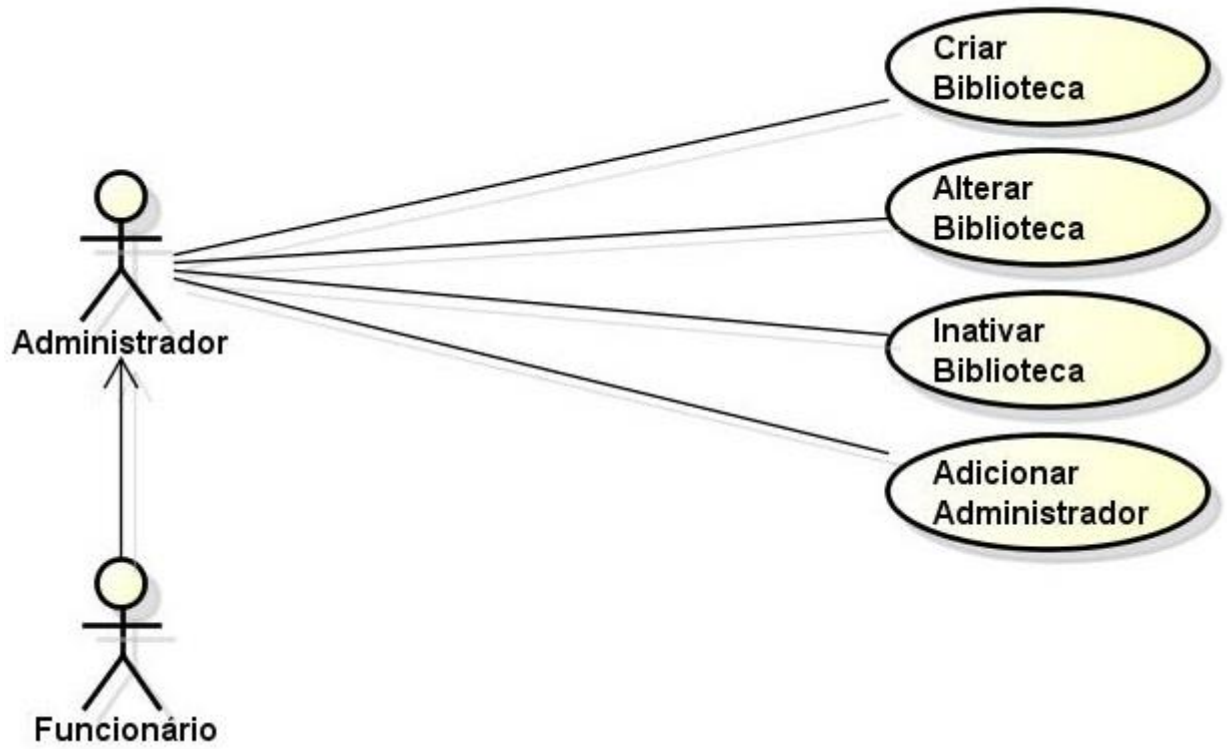 Criar
Biblioteca
Alterar
Biblioteca
Inativar
Biblioteca
Adicionar
Administrador
Administrador
Funcionário